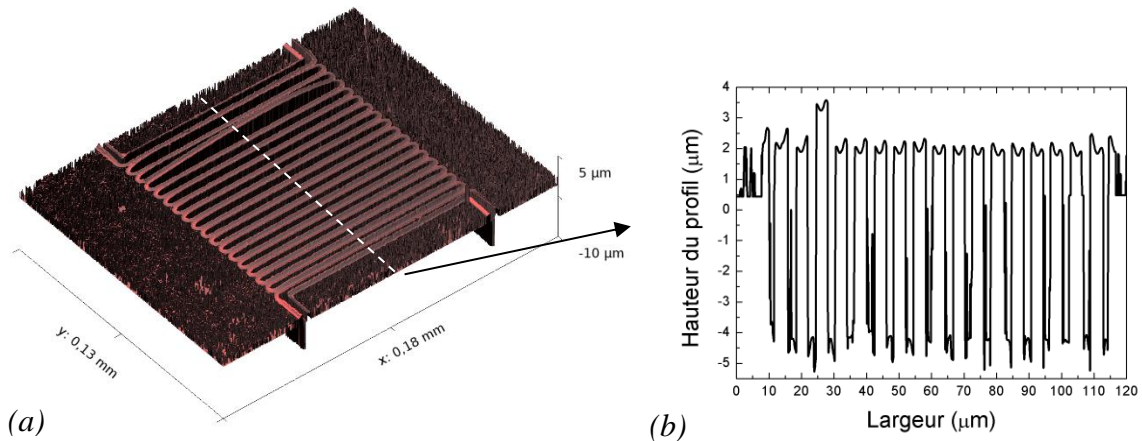 5 µm
-10 µm
y: 0,13 mm
x: 0,18 mm
(a)
Hauteur du profil (µm)
4
3
2
1
0
-1
-2
-3
-4
-5
0 10 20 30 40 50 60 70 80 90 100 110 120
Largeur (µm)
(b)